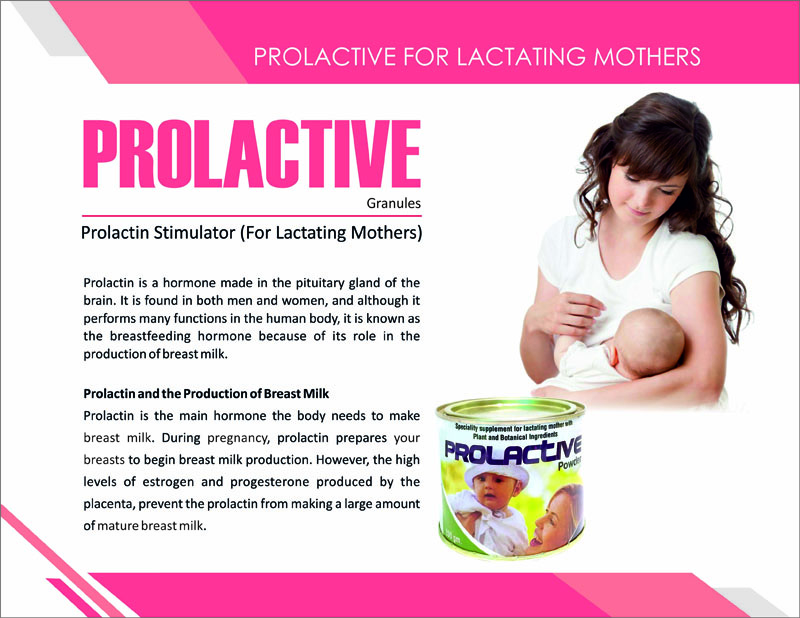 PROLACTIVE FOR LACTATING MOTHERS
PROLACTIVE
Granules
Prolactin Stimulator (For Lactating Mothers)
Prolactin is a hormone made in the pituitary gland of the
brain. It is found in both men and women, and although it
performs many functions in the human body, it is known as
the breastfeeding hormone because of its role in the
production of breast milk.
Prolactin and the Production of Breast Milk
Prolactin is the main hormone the body needs to make
breast milk. During pregnancy, prolactin prepares your
breasts to begin breast milk production. However, the high
levels of estrogen and progesterone produced by the
placenta, prevent the prolactin from making a large amount
of mature breast milk.
Speciality supplement for lactating mother with
Plant and Botanical Ingredients
PROLACTIVE
Powder
gm